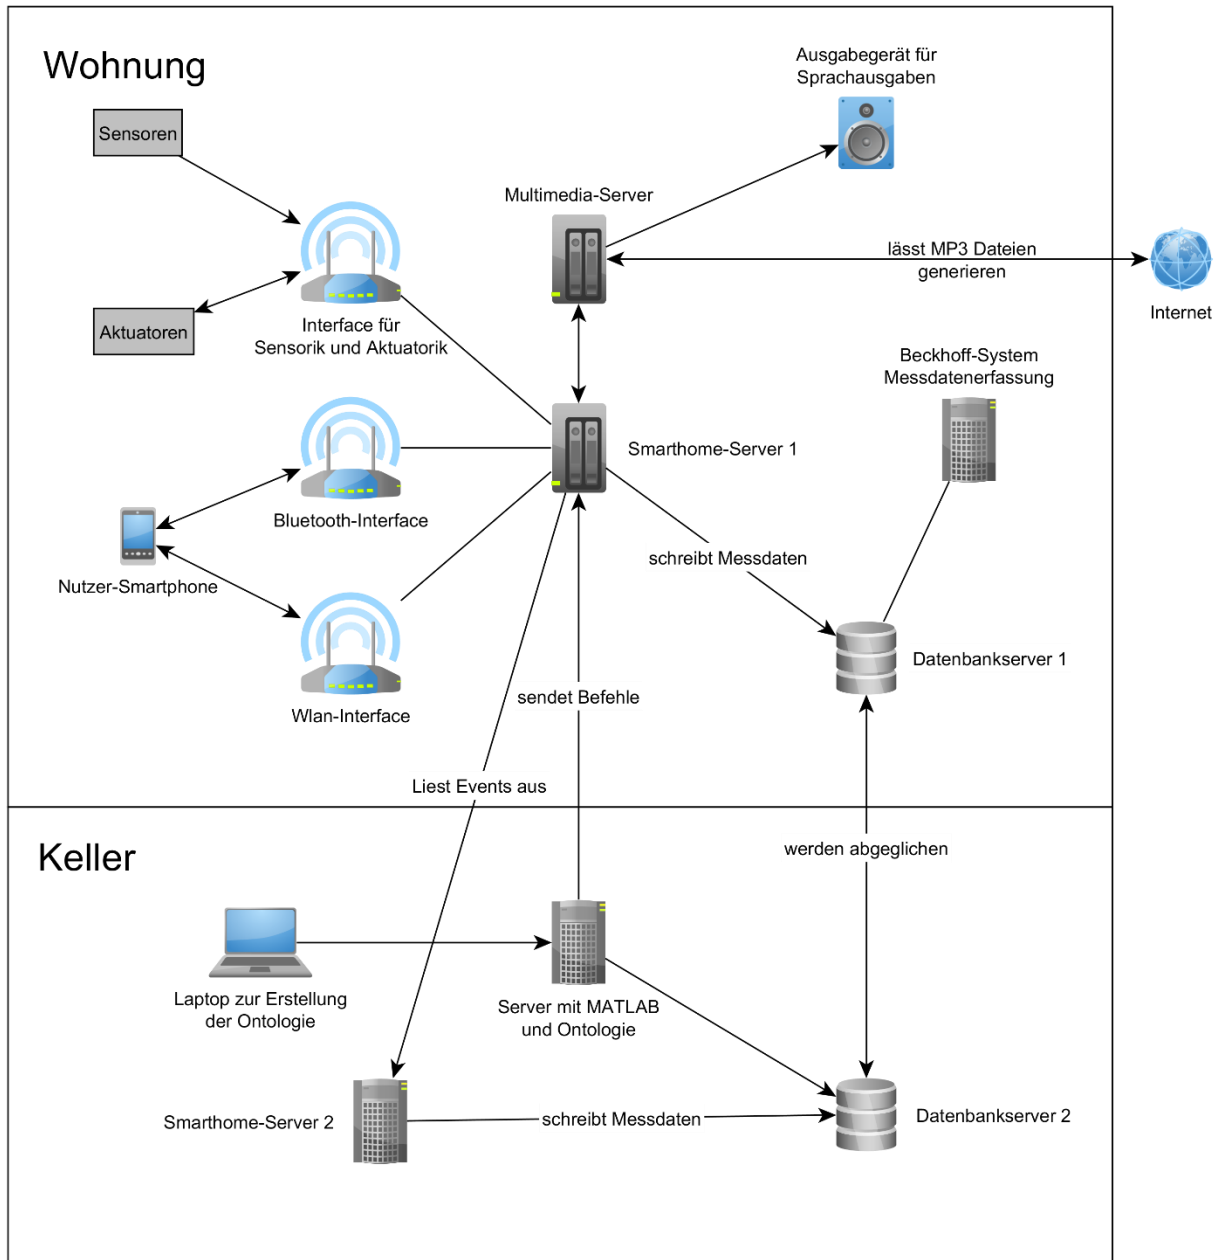 Wohnung
Ausgabegerät für
Sprachausgaben
Sensoren
Multimedia-Server
lässt MP3 Dateien
generieren
Internet
Aktuatoren
Interface für
Sensorik und Aktuatorik
Beckhoff-System
Messdatenerfassung
Smarthome-Server 1
Bluetooth-Interface
schreibt Messdaten
Nutzer-Smartphone
Datenbankserver 1
sendet Befehle
Wlan-Interface
Liest Events aus
Keller
werden abgeglichen
Laptop zur Erstellung
der Ontologie
Server mit MATLAB
und Ontologie
Smarthome-Server 2
schreibt Messdaten
Datenbankserver 2